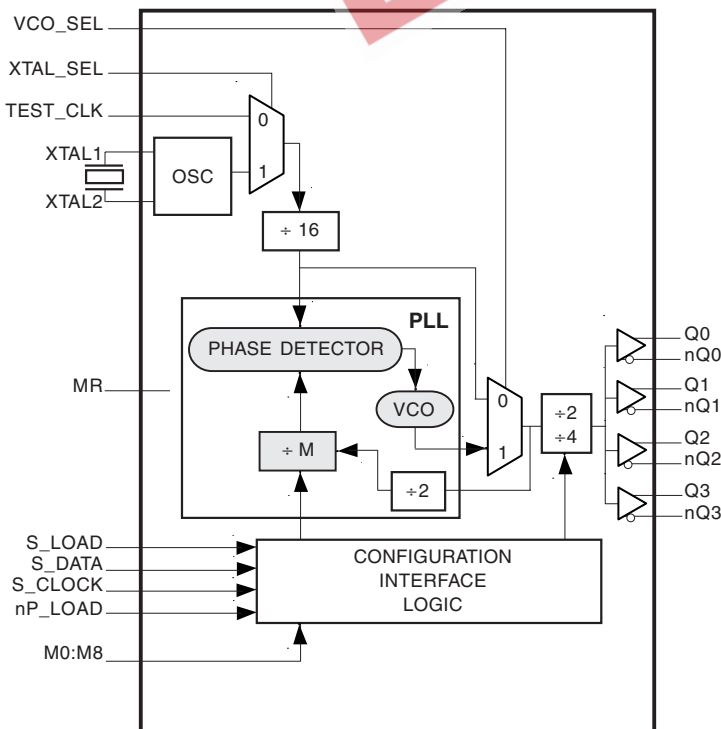 VCO_SEL
XTAL_SEL
TEST_CLK
0
XTAL1
OSC
1
XTAL2
÷ 16
PLL
PHASE DETECTOR
Q0
nQ0
MR
VCO
0
÷2
÷4
Q1
nQ1
÷ M
1
Q2
nQ2
÷2
Q3
nQ3
S_LOAD
S_DATA
S_CLOCK
nP_LOAD
CONFIGURATION
INTERFACE
LOGIC
M0:M8